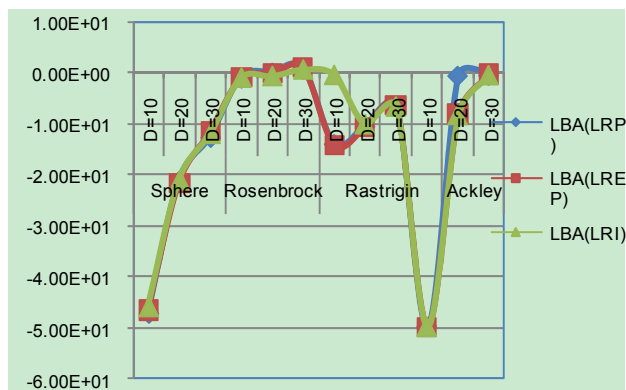 1.00E+01
0.00E+00
-1.00E+01
-2.00E+01
-3.00E+01
-4.00E+01
-5.00E+01
-6.00E+01
D=10
D=20
D=30
D=10
D=20
D=30
D=10
D=20
D=30
D=10
D=20
D=30
Sphere
Rosenbrock
Rastrigin
Ackley
LBA(LRP
)
LBA(LRE
P)
LBA(LRI)